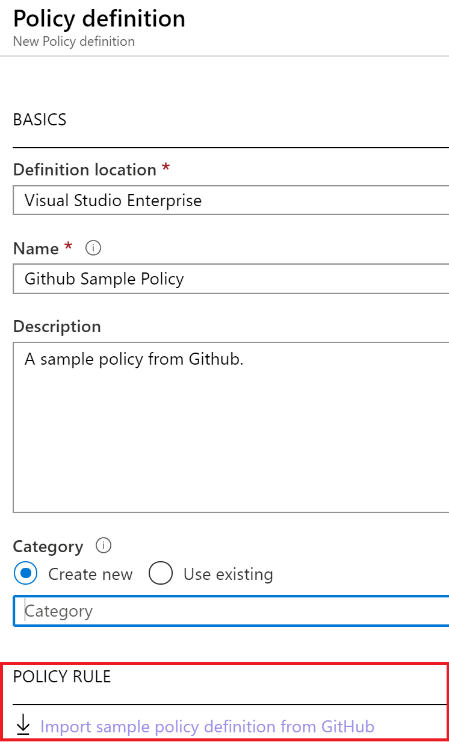 Policy definition
New Policy definition
BASICS
Definition location *
Visual Studio Enterprise
Name *
Github Sample Policy
Description
A sample policy from Github.
Category
Create new Use existing
Category
POLICY RULE
Import sample policy definition from GitHub